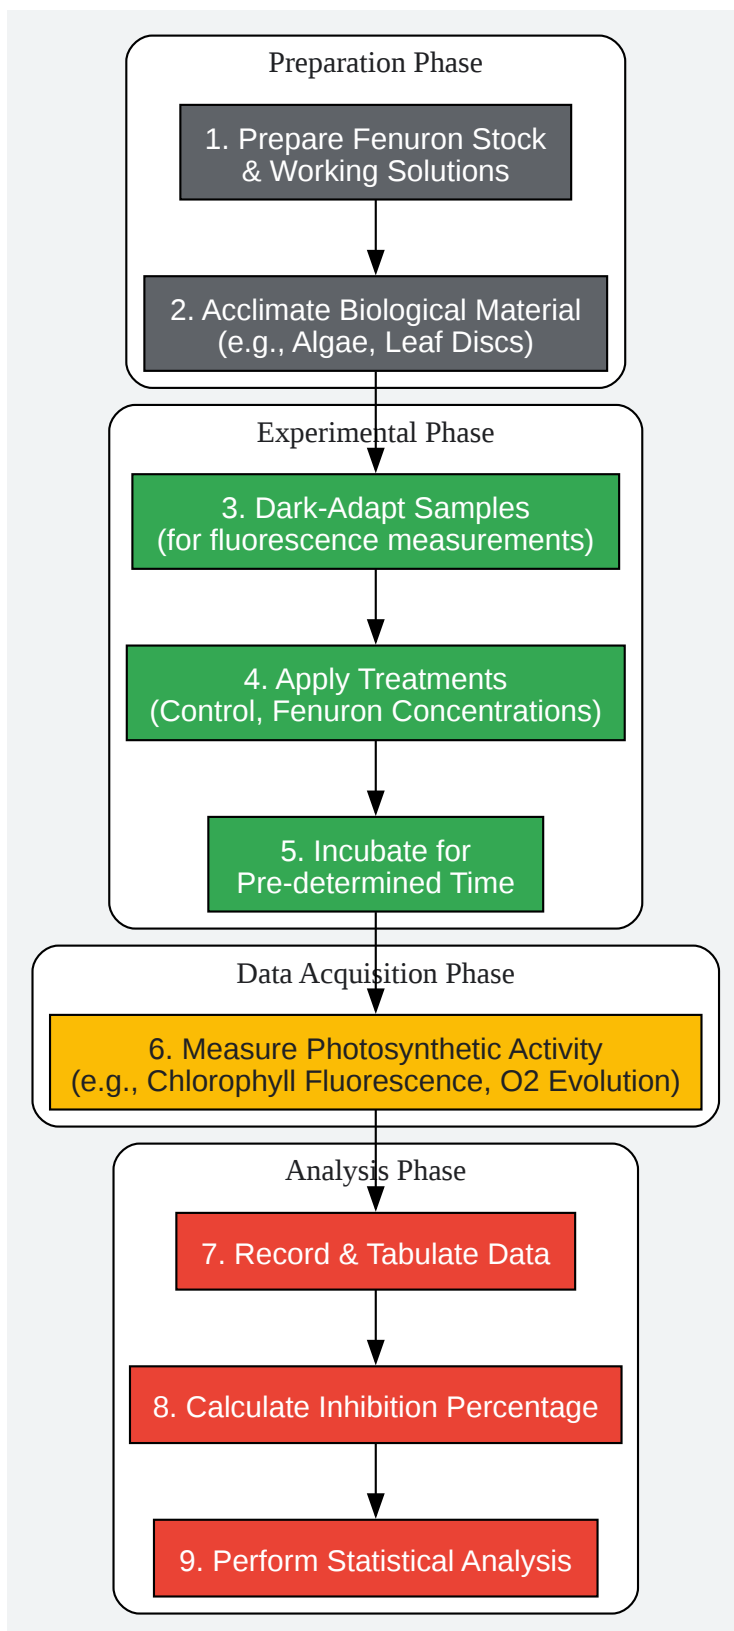 Preparation Phase
1. Prepare Fenuron Stock
& Working Solutions
2. Acclimate Biological Material
(e.g., Algae, Leaf Discs)
Experimental Phase
3. Dark-Adapt Samples
(for fluorescence measurements)
4. Apply Treatments
(Control, Fenuron Concentrations)
5. Incubate for
Pre-determined Time
Data Acquisition Phase
6. Measure Photosynthetic Activity
(e.g., Chlorophyll Fluorescence, O2 Evolution)
Analysis Phase
7. Record & Tabulate Data
8. Calculate Inhibition Percentage
9. Perform Statistical Analysis